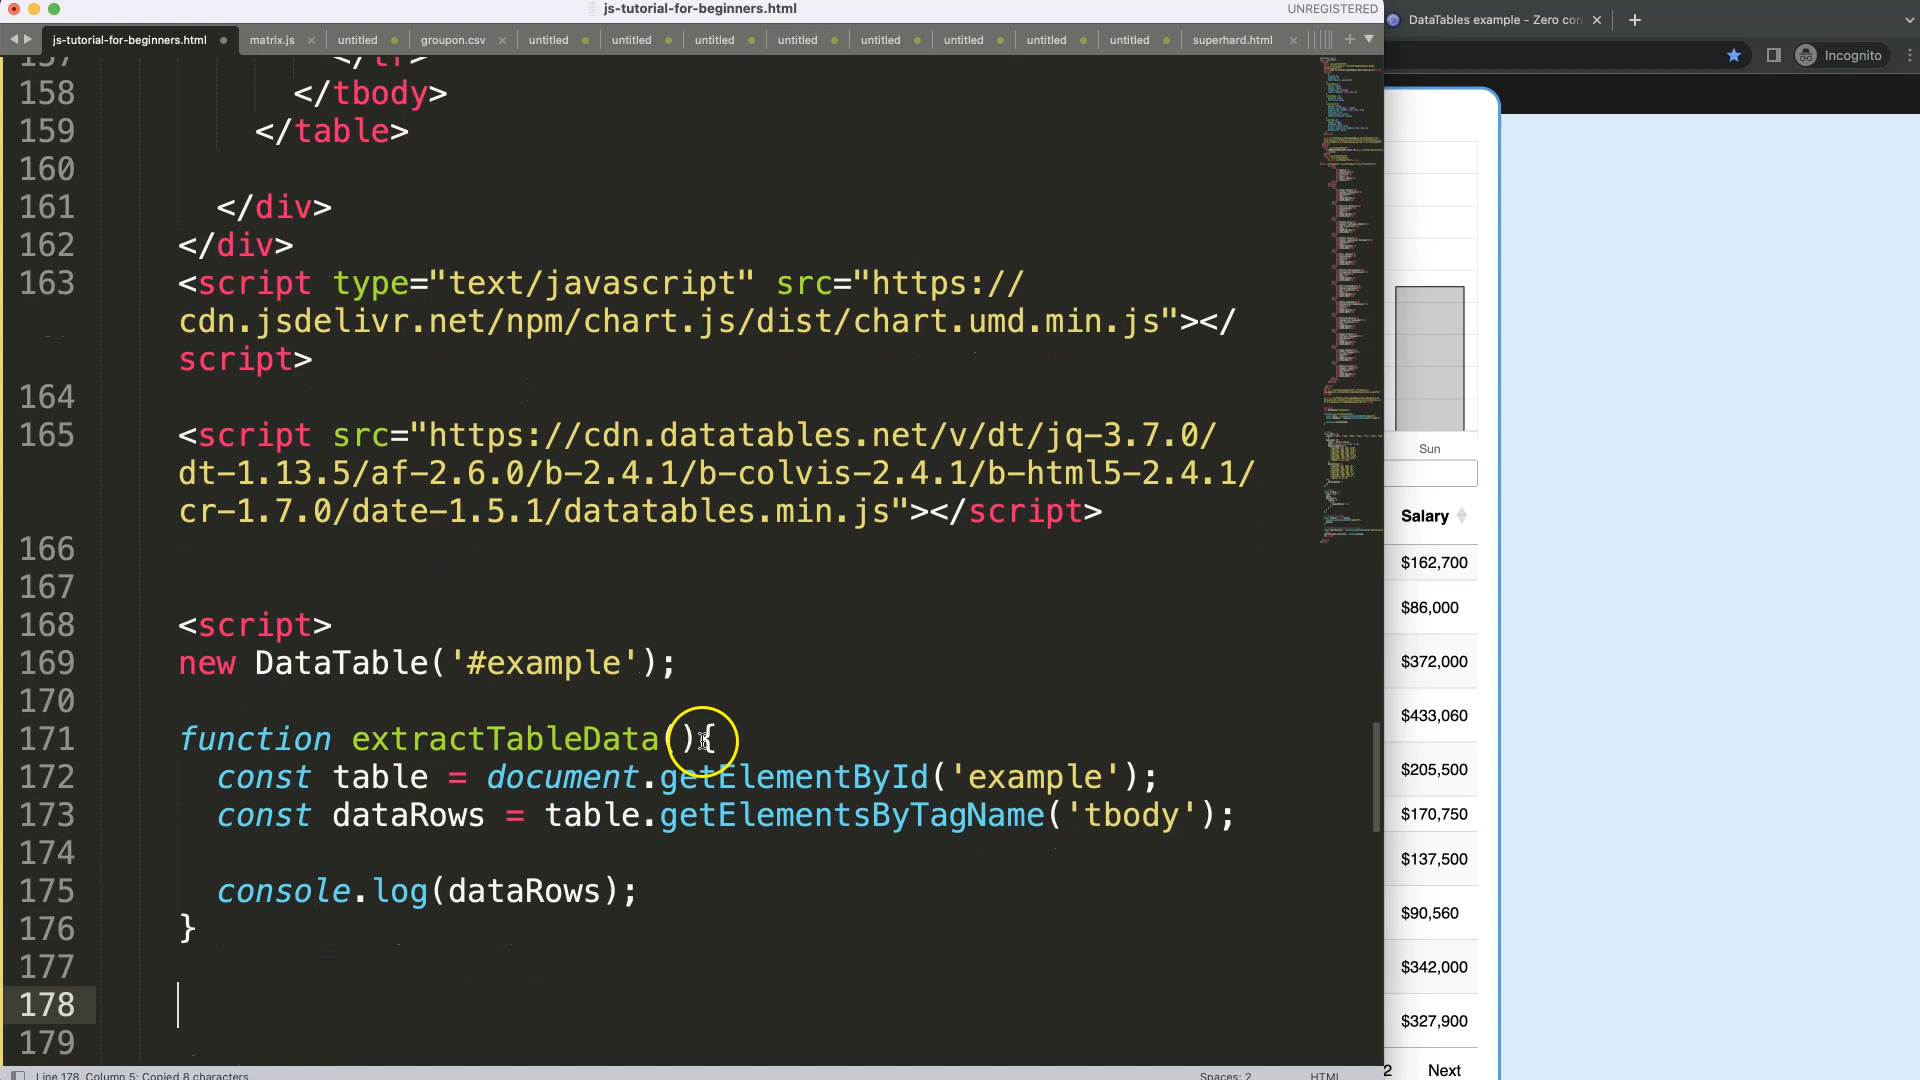 js-tutorial-for-beginners.html
UNREGISTERED
DataTables example - Zero con
js-tutorial-for-beginners.html
matrix.js
untitled
groupon.csv
untitled
untitled
untitled
untitled
untitled
untitled
untitled
untitled
superhard.html
Incognito
157 </tr>
158 </tbody>
159 </table>
160
161 </div>
162 </div>
163 <script type="text/javascript" src="https://
cdn.jsdelivr.net/npm/chart.js/dist/chart.umd.min.js"></
script>
164
165 <script src="https://cdn.datatables.net/v/dt/jq-3.7.0/
dt-1.13.5/af-2.6.0/b-2.4.1/b-colvis-2.4.1/b-html5-2.4.1/
cr-1.7.0/date-1.5.1/datatables.min.js"></script>
166
167
168 <script>
169 new DataTable('#example');
170
171 function extractTableData(){
172 const table = document.getElementById('example');
173 const dataRows = table.getElementsByTagName('tbody');
174
175 console.log(dataRows);
176 }
177
178
179
Sun
Salary
$162,700
$86,000
$372,000
$433,060
$205,500
$170,750
$137,500
$90,560
$342,000
$327,900
2 Next
Line 178, Column 5; Copied 8 characters
Spaces: 2
HTML